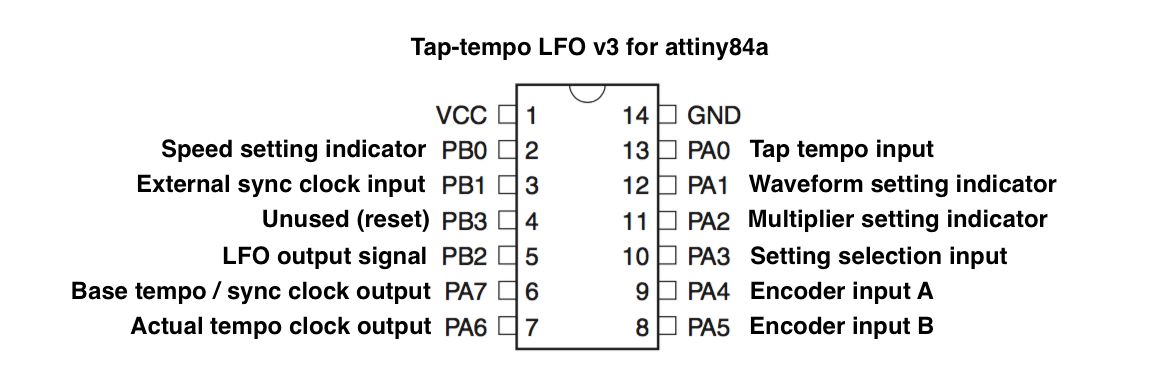 Tap-tempo LFO v3 for attiny84a
VCC 1 14 GND
Speed setting indicator PB0 2 13 PA0 Tap tempo input
External sync clock input PB1 3 12 PA1 Waveform setting indicator
Unused (reset) PB3 4 11 PA2 Multiplier setting indicator
LFO output signal PB2 5 10 PA3 Setting selection input
Base tempo / sync clock output PA7 6 9 PA4 Encoder input A
Actual tempo clock output PA6 7 8 PA5 Encoder input B